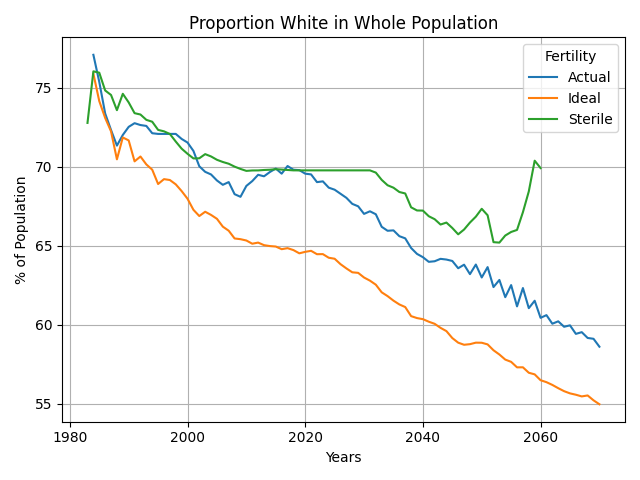 Proportion White in Whole Population
Fertility
Actual
Ideal
Sterile
% of Population
75
70
65
60
55
1980
2000
2020
2040
2060
Years